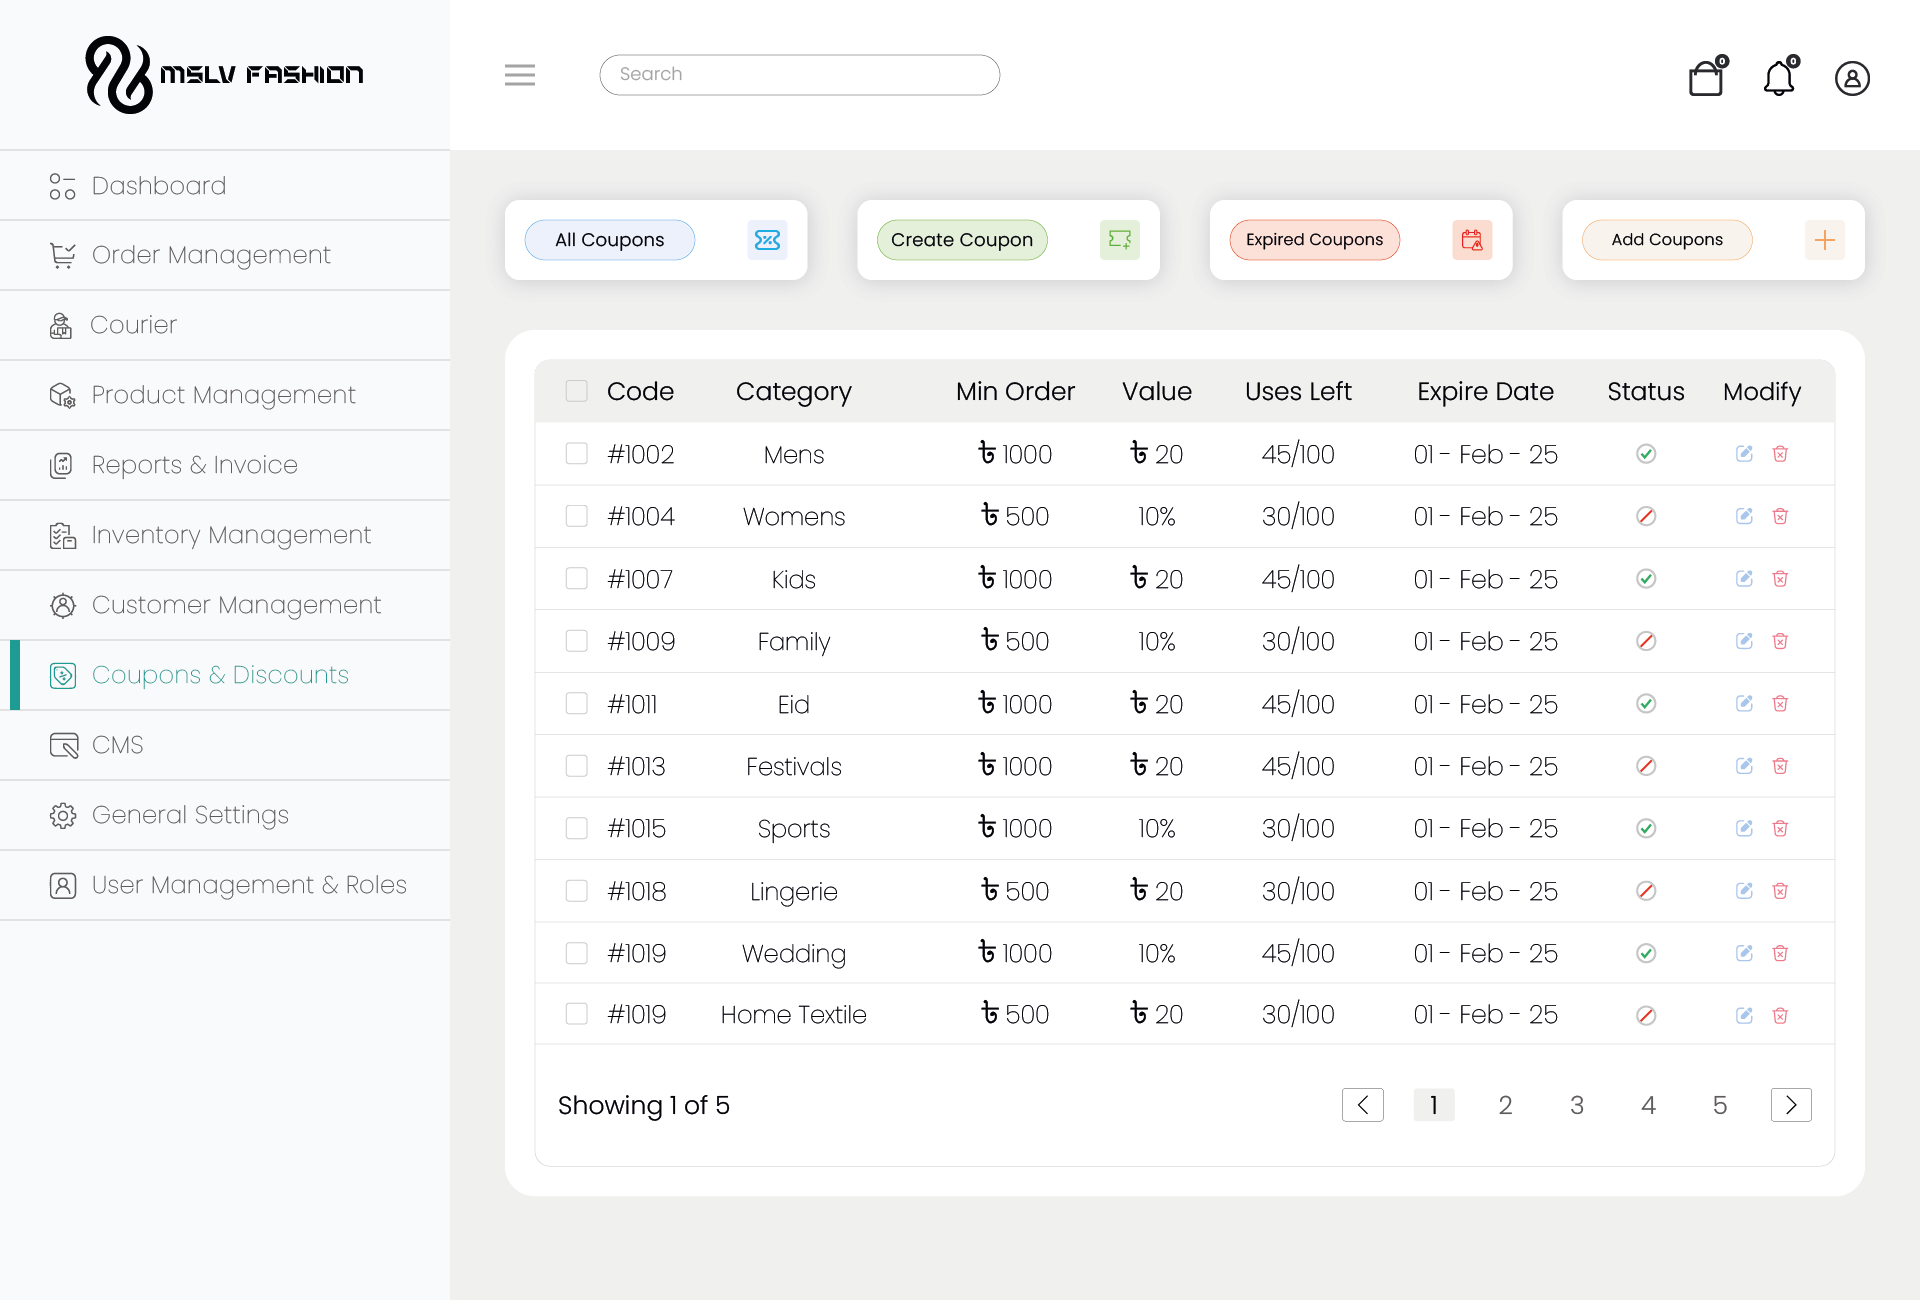 MSLV FASHION
Search
0
0
Dashboard
Order Management
Courier
Product Management
Reports & Invoice
Inventory Management
Customer Management
Coupons & Discounts
CMS
General Settings
User Management & Roles
All Coupons
Create Coupon
Expired Coupons
Add Coupons
Code Category Min Order Value Uses Left Expire Date Status Modify
#1002 Mens ৳ 1000 ৳ 20 45/100 01 - Feb - 25
#1004 Womens ৳ 500 10% 30/100 01 - Feb - 25
#1007 Kids ৳ 1000 ৳ 20 45/100 01 - Feb - 25
#1009 Family ৳ 500 10% 30/100 01 - Feb - 25
#1011 Eid ৳ 1000 ৳ 20 45/100 01 - Feb - 25
#1013 Festivals ৳ 1000 ৳ 20 45/100 01 - Feb - 25
#1015 Sports ৳ 1000 10% 30/100 01 - Feb - 25
#1018 Lingerie ৳ 500 ৳ 20 30/100 01 - Feb - 25
#1019 Wedding ৳ 1000 10% 45/100 01 - Feb - 25
#1019 Home Textile ৳ 500 ৳ 20 30/100 01 - Feb - 25
Showing 1 of 5
1 2 3 4 5